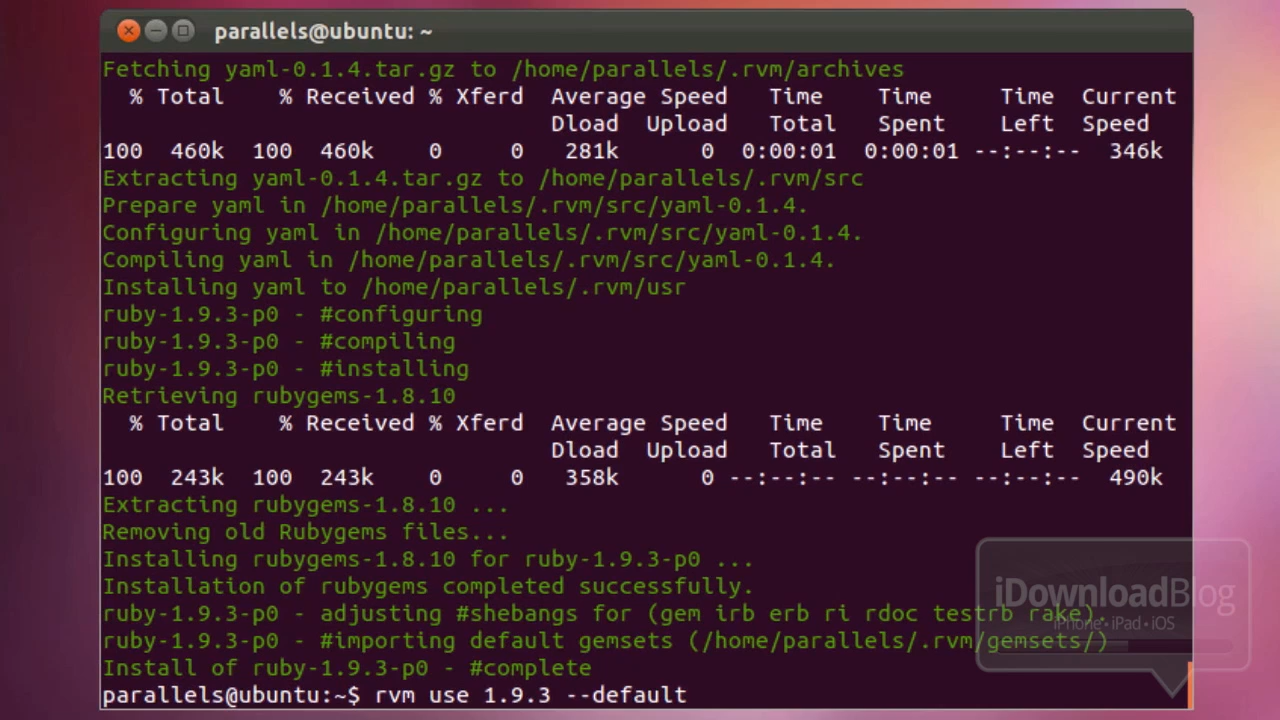 parallels@ubuntu: ~
Fetching yaml-0.1.4.tar.gz to /home/parallels/.rvm/archives
% Total % Received % Xferd Average Speed Time Time Time Current
Dload Upload Total Spent Left Speed
100 460k 100 460k 0 0 281k 0 0:00:01 0:00:01 --:--:-- 346k
Extracting yaml-0.1.4.tar.gz to /home/parallels/.rvm/src
Prepare yaml in /home/parallels/.rvm/src/yaml-0.1.4.
Configuring yaml in /home/parallels/.rvm/src/yaml-0.1.4.
Compiling yaml in /home/parallels/.rvm/src/yaml-0.1.4.
Installing yaml to /home/parallels/.rvm/usr
ruby-1.9.3-p0 - #configuring
ruby-1.9.3-p0 - #compiling
ruby-1.9.3-p0 - #installing
Retrieving rubygems-1.8.10
% Total % Received % Xferd Average Speed Time Time Time Current
Dload Upload Total Spent Left Speed
100 243k 100 243k 0 0 358k 0 --:--:-- --:--:-- --:--:-- 490k
Extracting rubygems-1.8.10 ...
Removing old Rubygems files...
Installing rubygems-1.8.10 for ruby-1.9.3-p0 ...
Installation of rubygems completed successfully.
ruby-1.9.3-p0 - adjusting #shebangs for (gem irb erb ri rdoc testrb rake).
ruby-1.9.3-p0 - #importing default gemsets (/home/parallels/.rvm/gemsets/)
Install of ruby-1.9.3-p0 - #complete
parallels@ubuntu:~$ rvm use 1.9.3 --default
iDownloadBlog
iPhone • iPad • iOS